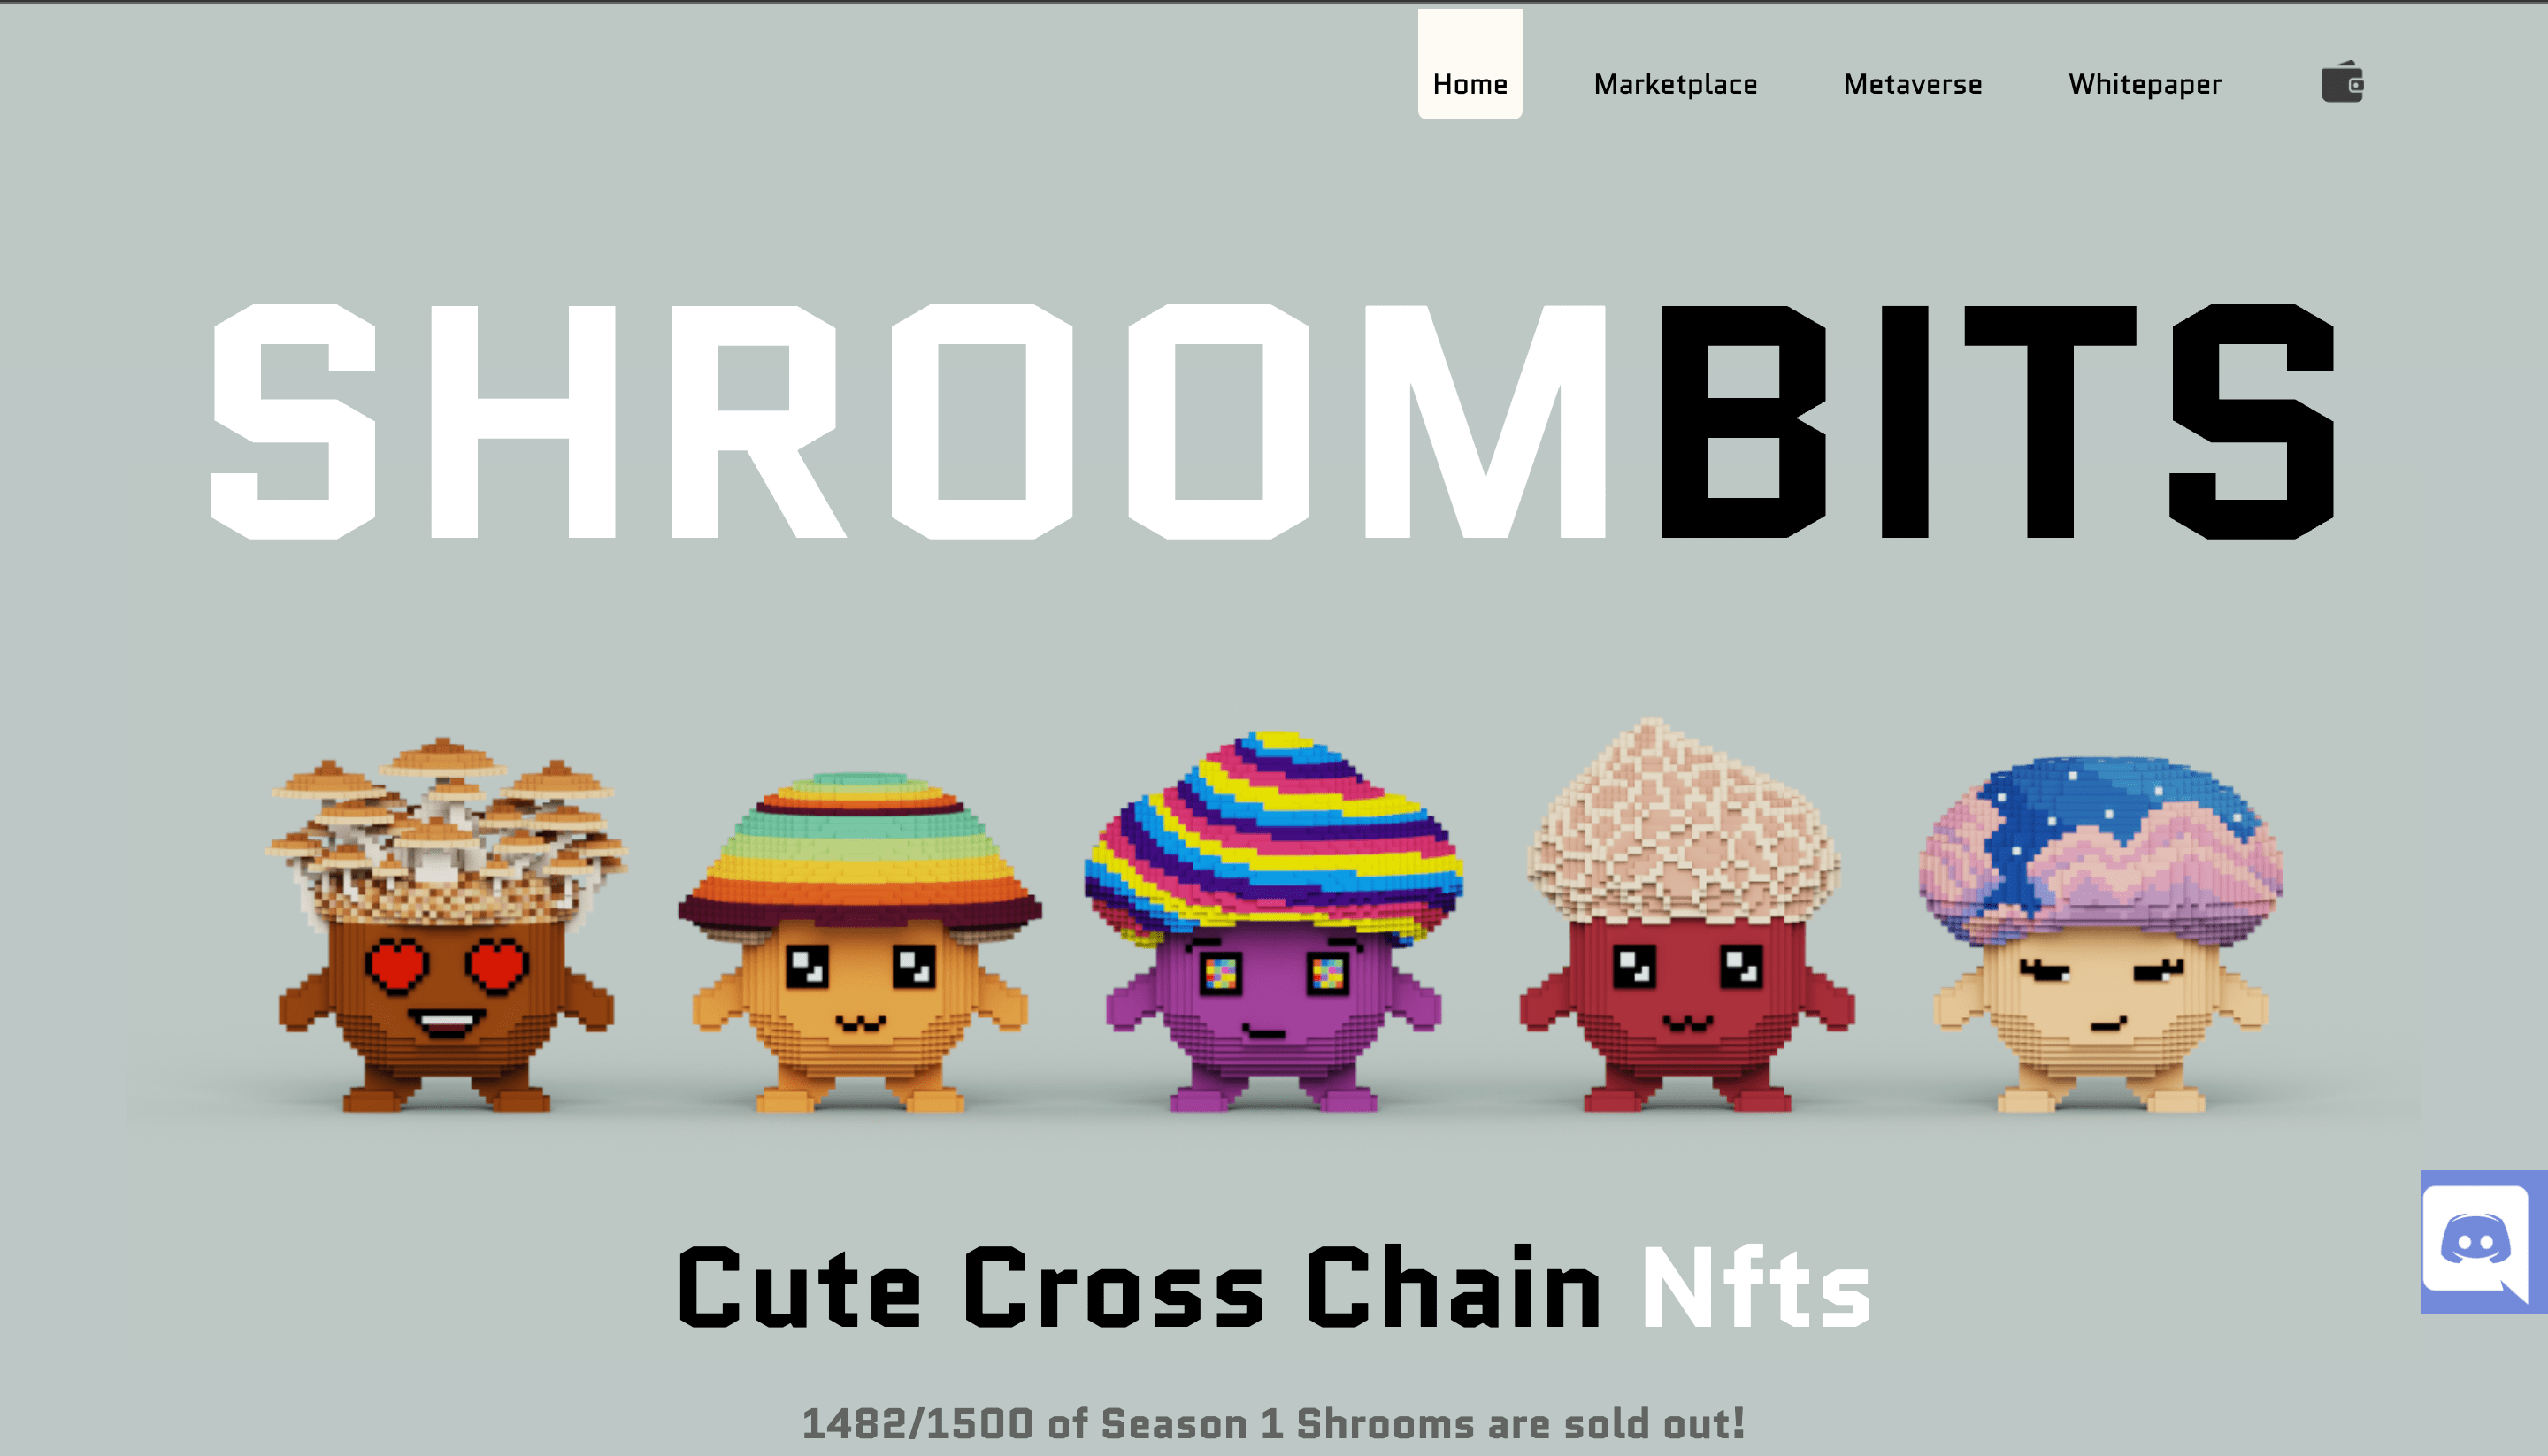 Home Marketplace Metaverse Whitepaper
SHROOMBITS
Cute Cross Chain Nfts
1482/1500 of Season 1 Shrooms are sold out!